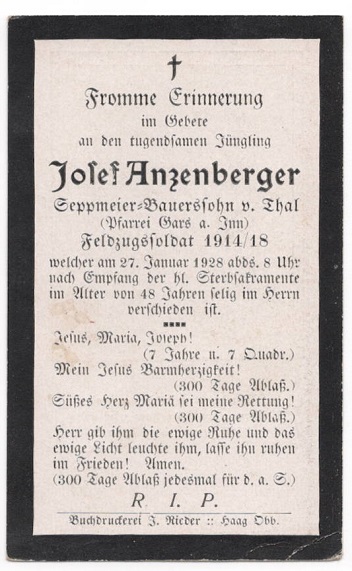 Fromme Erinnerung
im Gebete
an den tugendsamen Jüngling
Josef Anzenberger
Seppmeier-Bauerssohn v. Thal
(Pfarrei Gars a. Inn)
Feldzugssoldat 1914/18
welcher am 27. Januar 1928 abds. 8 Uhr
nach Empfang der hl. Sterbsakramente
im Alter von 48 Jahren selig im Herrn
verschieden ist.
Jesus, Maria, Joseph!
(7 Jahre u. 7 Quadr.)
Mein Jesus Barmherzigkeit!
(300 Tage Ablaß.)
Süßes Herz Mariä sei meine Rettung!
(300 Tage Ablaß.)
Herr gib ihm die ewige Ruhe und das
ewige Licht leuchte ihm, lasse ihn ruhen
im Frieden! Amen.
(300 Tage Ablaß jedesmal für d. a. S.)
R. I. P.
Buchdruckerei J. Nieder :: Haag Obb.